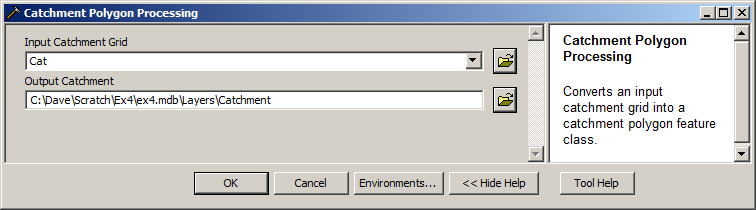 Catchment Polygon Processing
Input Catchment Grid
Cat
Output Catchment
C:\Dave\Scratch\Ex4\ex4.mdb\Layers\Catchment
OK
Cancel
Environments...
<< Hide Help
Catchment Polygon
Processing
Converts an input
catchment grid into a
catchment polygon feature
class.
Tool Help